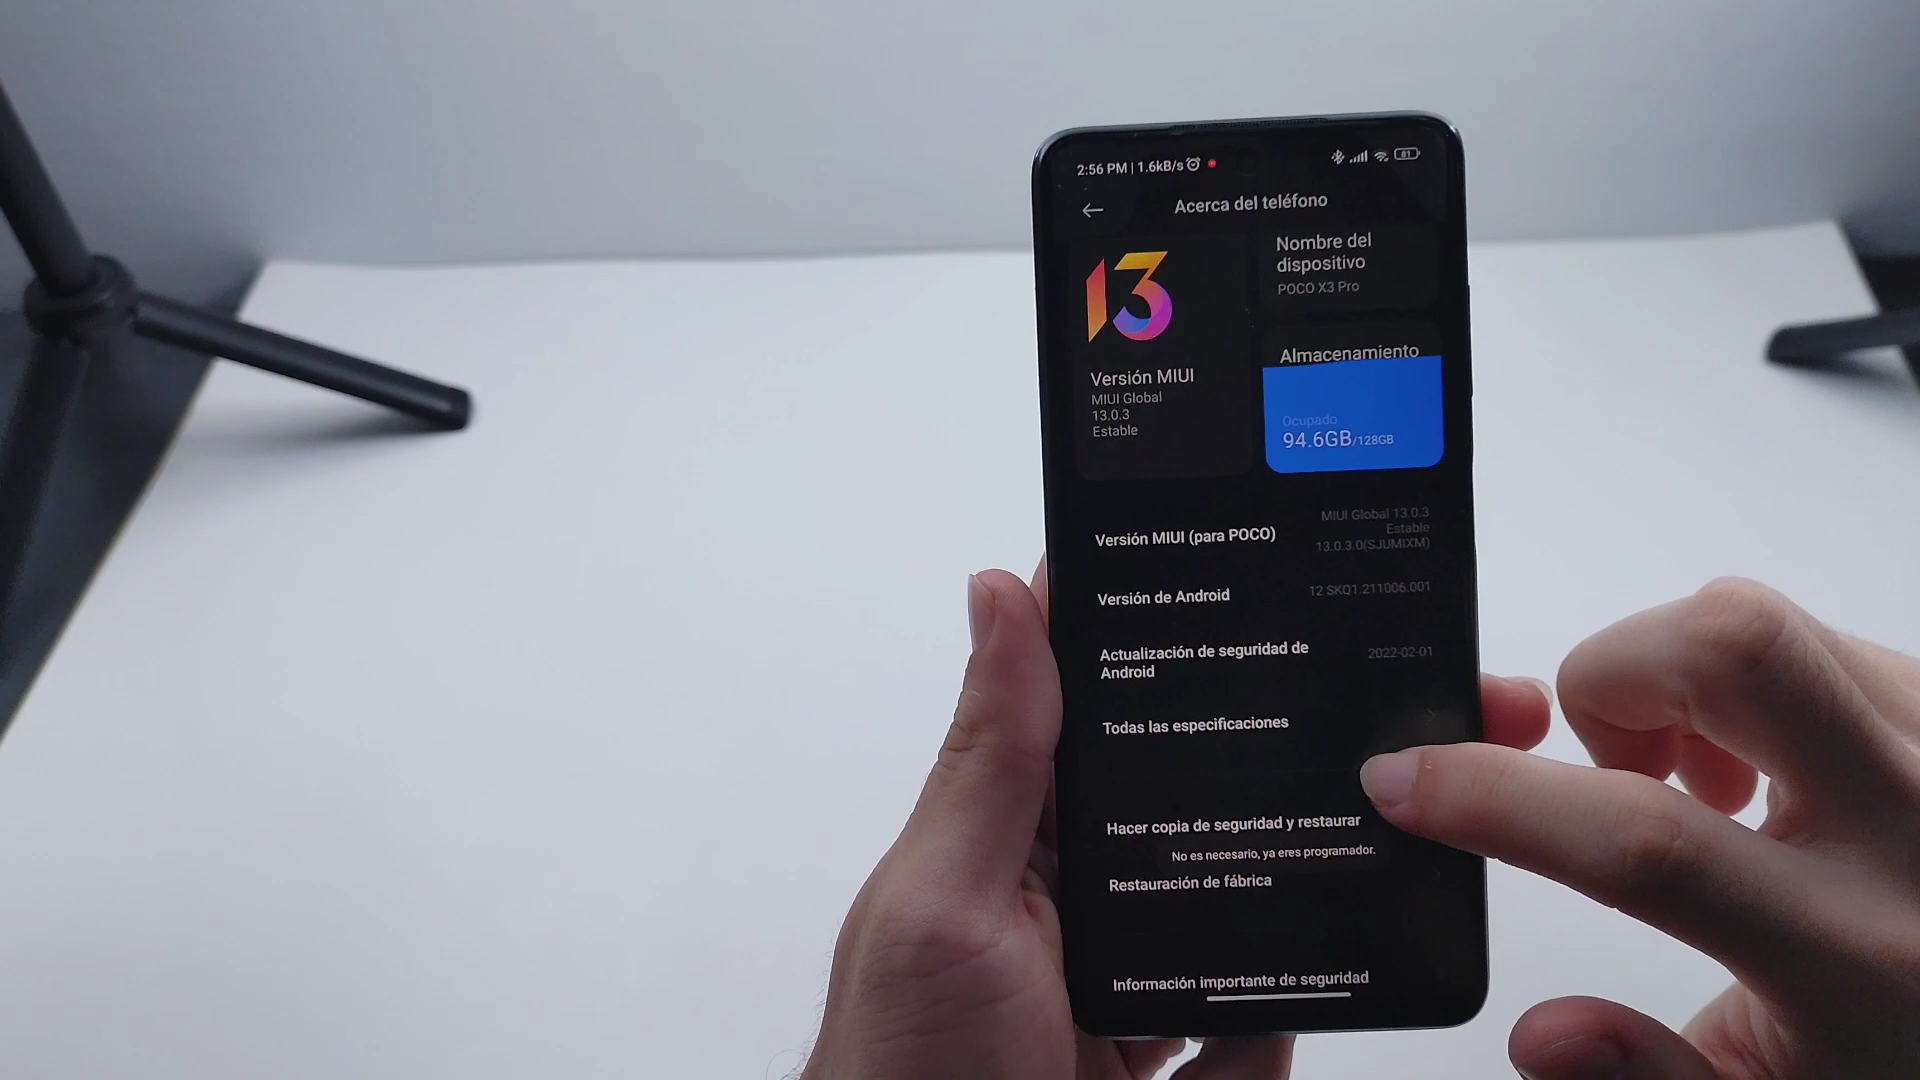 2:56 PM | 1.6kB/s
81
Acerca del teléfono
13
Nombre del
dispositivo
POCO X3 Pro
Almacenamiento
Ocupado
94.6GB/128GB
Versión MIUI
MIUI Global
13.0.3
Estable
Versión MIUI (para POCO)
MIUI Global 13.0.3
Estable
13.0.3.0(SJUMIXM)
Versión de Android
12 SKQ1.211006.001
Actualización de seguridad de
Android
2022-02-01
Todas las especificaciones
Hacer copia de seguridad y restaurar
No es necesario, ya eres programador.
Restauración de fábrica
Información importante de seguridad